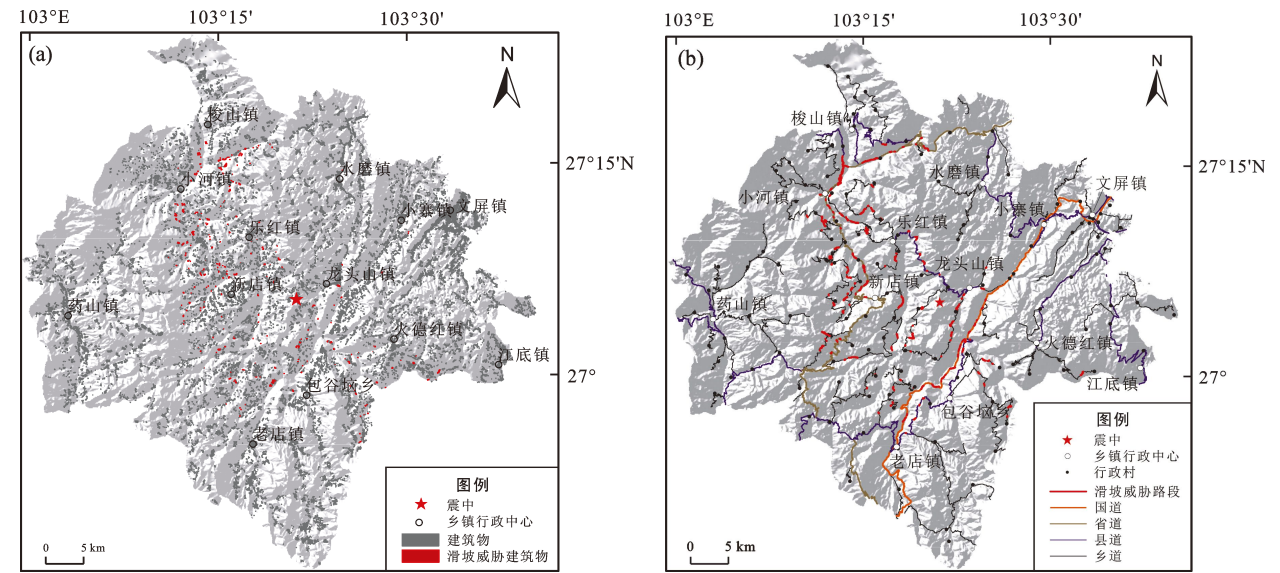 103°E
103°15'
103°30'
(a)
N
梭山镇
27°15'N
水磨镇
小河镇
小寨镇
文屏镇
乐红镇
龙头山镇
新店镇
药山镇
火德红镇
江底镇
27°
包谷垴乡
老店镇
图例
震中
乡镇行政中心
建筑物
滑坡威胁建筑物
0
5 km
103°E
103°15'
103°30'
(b)
N
梭山镇
27°15'N
水磨镇
文屏镇
小河镇
小寨镇
乐红镇
龙头山镇
新店镇
药山镇
火德红镇
27°
江底镇
包谷垴乡
老店镇
图例
震中
乡镇行政中心
行政村
滑坡威胁路段
国道
省道
县道
乡道
0
5 km